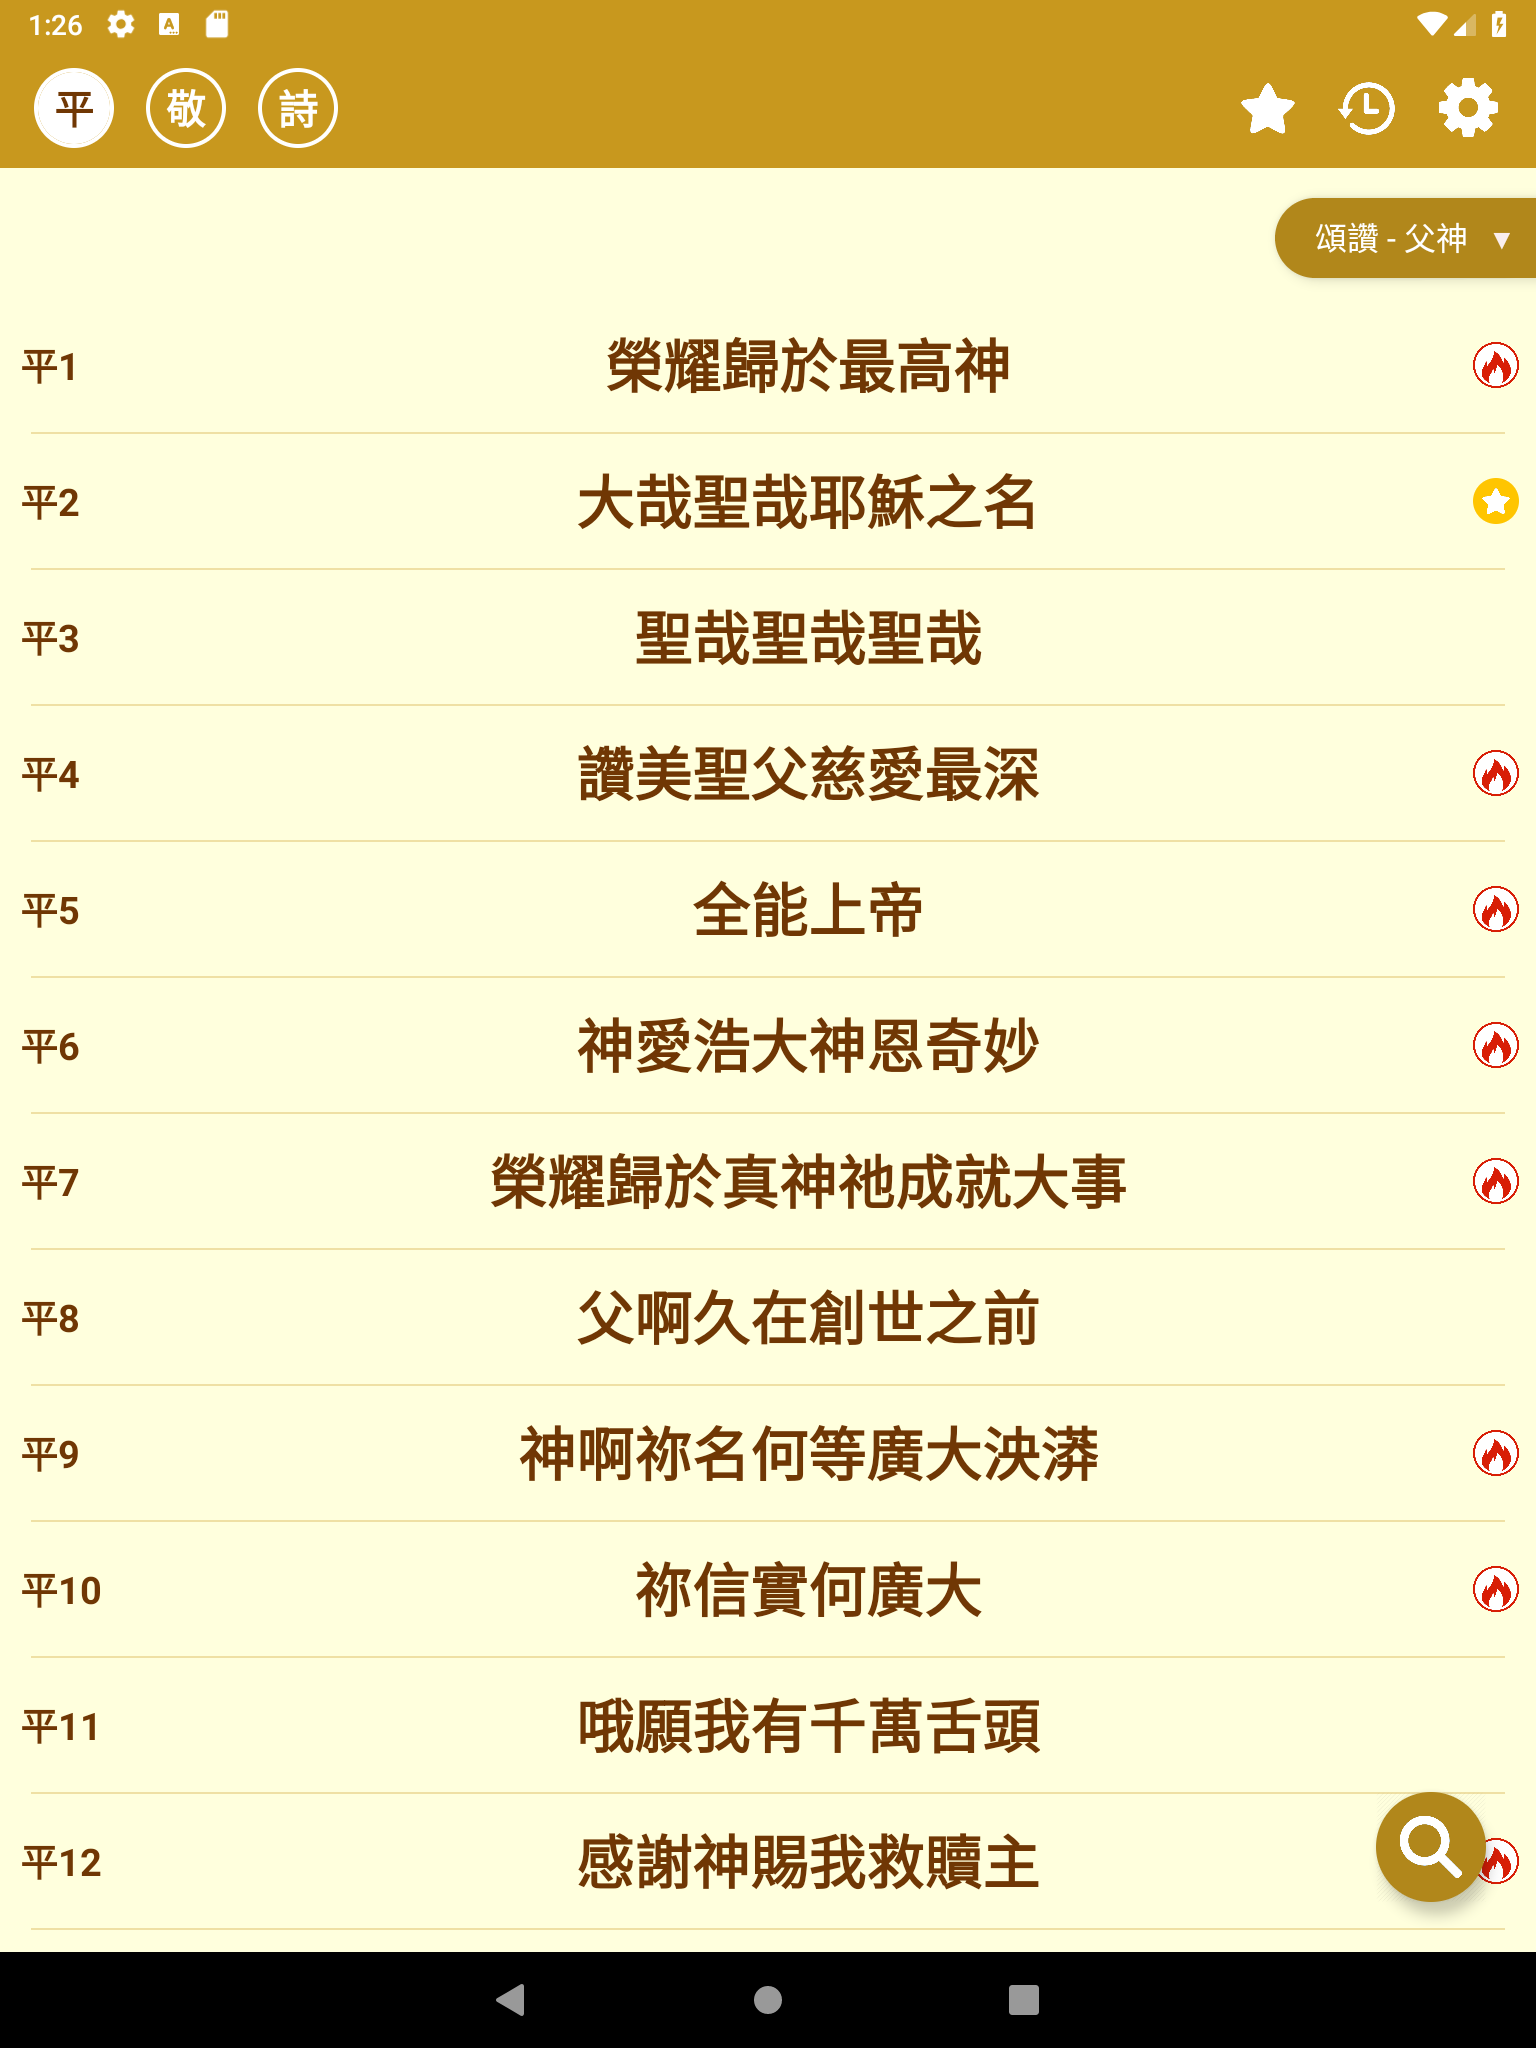 1:26
平 敬 詩
頌讚 - 父神 ▼
平1 榮耀歸於最高神
平2 大哉聖哉耶穌之名
平3 聖哉聖哉聖哉
平4 讚美聖父慈愛最深
平5 全能上帝
平6 神愛浩大神恩奇妙
平7 榮耀歸於真神祂成就大事
平8 父啊久在創世之前
平9 神啊祢名何等廣大泱漭
平10 祢信實何廣大
平11 哦願我有千萬舌頭
平12 感謝神賜我救贖主